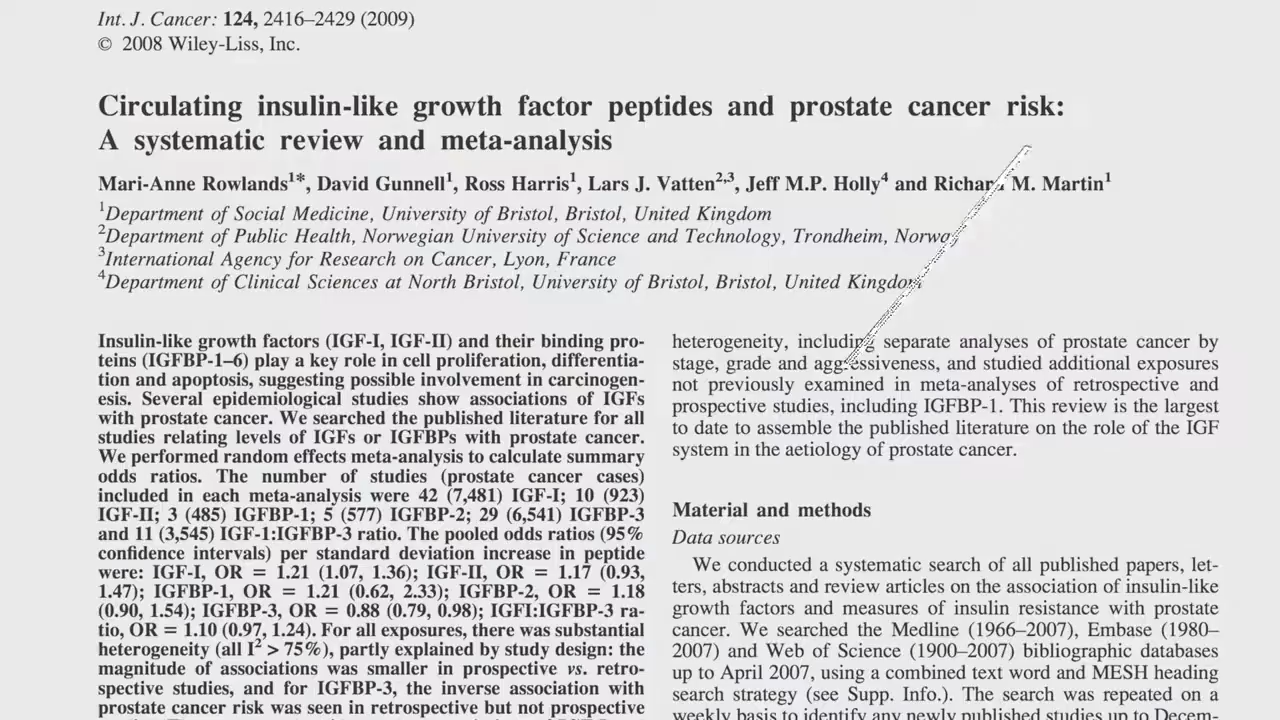 Int. J. Cancer: 124, 2416–2429 (2009)
© 2008 Wiley-Liss, Inc.
Circulating insulin-like growth factor peptides and prostate cancer risk:
A systematic review and meta-analysis
Mari-Anne Rowlands1*, David Gunnell1, Ross Harris1, Lars J. Vatten2,3, Jeff M.P. Holly4 and Richard M. Martin1
1Department of Social Medicine, University of Bristol, Bristol, United Kingdom
2Department of Public Health, Norwegian University of Science and Technology, Trondheim, Norway
3International Agency for Research on Cancer, Lyon, France
4Department of Clinical Sciences at North Bristol, University of Bristol, Bristol, United Kingdom
Insulin-like growth factors (IGF-I, IGF-II) and their binding pro-
teins (IGFBP-1–6) play a key role in cell proliferation, differentia-
tion and apoptosis, suggesting possible involvement in carcinogen-
esis. Several epidemiological studies show associations of IGFs
with prostate cancer. We searched the published literature for all
studies relating levels of IGFs or IGFBPs with prostate cancer.
We performed random effects meta-analysis to calculate summary
odds ratios. The number of studies (prostate cancer cases)
included in each meta-analysis were 42 (7,481) IGF-I; 10 (923)
IGF-II; 3 (485) IGFBP-1; 5 (577) IGFBP-2; 29 (6,541) IGFBP-3
and 11 (3,545) IGF-1:IGFBP-3 ratio. The pooled odds ratios (95%
confidence intervals) per standard deviation increase in peptide
were: IGF-I, OR = 1.21 (1.07, 1.36); IGF-II, OR = 1.17 (0.93,
1.47); IGFBP-1, OR = 1.21 (0.62, 2.33); IGFBP-2, OR = 1.18
(0.90, 1.54); IGFBP-3, OR = 0.88 (0.79, 0.98); IGFI:IGFBP-3 ra-
tio, OR = 1.10 (0.97, 1.24). For all exposures, there was substantial
heterogeneity (all I2 > 75%), partly explained by study design: the
magnitude of associations was smaller in prospective vs. retro-
spective studies, and for IGFBP-3, the inverse association with
prostate cancer risk was seen in retrospective but not prospective
heterogeneity, including separate analyses of prostate cancer by
stage, grade and aggressiveness, and studied additional exposures
not previously examined in meta-analyses of retrospective and
prospective studies, including IGFBP-1. This review is the largest
to date to assemble the published literature on the role of the IGF
system in the aetiology of prostate cancer.
Material and methods
Data sources
We conducted a systematic search of all published papers, let-
ters, abstracts and review articles on the association of insulin-like
growth factors and measures of insulin resistance with prostate
cancer. We searched the Medline (1966–2007), Embase (1980–
2007) and Web of Science (1900–2007) bibliographic databases
up to April 2007, using a combined text word and MESH heading
search strategy (see Supp. Info.). The search was repeated on a
weekly basis to identify any newly published studies up to Decem-